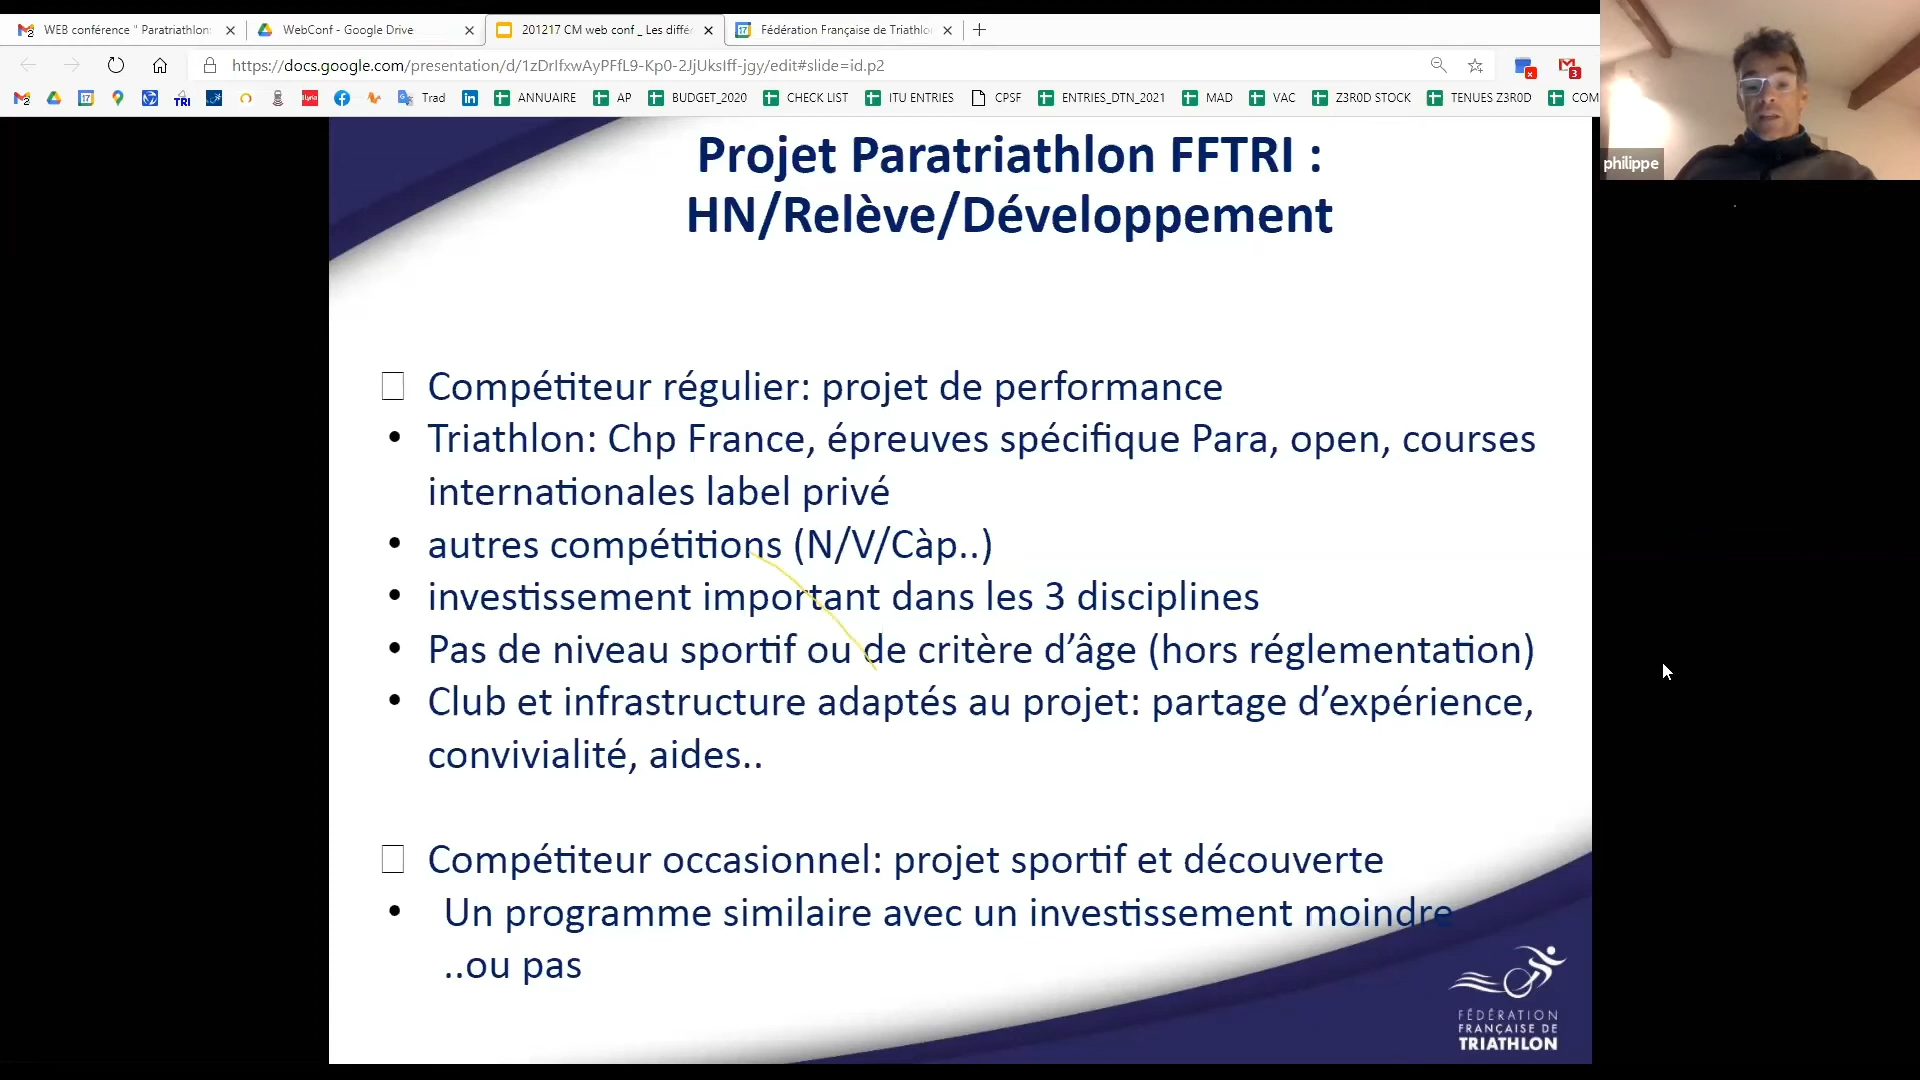 WEB conférence " Paratriathlon
WebConf - Google Drive
201217 CM web conf _ Les différ
Fédération Française de Triathlo
https://docs.google.com/presentation/d/1zDrIfxwAyPFfL9-Kp0-2JjUksIff-jgy/edit#slide=id.p2
Trad ANNUAIRE AP BUDGET_2020 CHECK LIST ITU ENTRIES CPSF ENTRIES_DTN_2021 MAD VAC Z3R0D STOCK TENUES Z3R0D COM
philippe
Projet Paratriathlon FFTRI :
HN/Relève/Développement
Compétiteur régulier: projet de performance
• Triathlon: Chp France, épreuves spécifique Para, open, courses
internationales label privé
• autres compétitions (N/V/Càp..)
• investissement important dans les 3 disciplines
• Pas de niveau sportif ou de critère d’âge (hors réglementation)
• Club et infrastructure adaptés au projet: partage d’expérience,
convivialité, aides..
Compétiteur occasionnel: projet sportif et découverte
• Un programme similaire avec un investissement moindre
..ou pas
FÉDÉRATION
FRANÇAISE DE
TRIATHLON